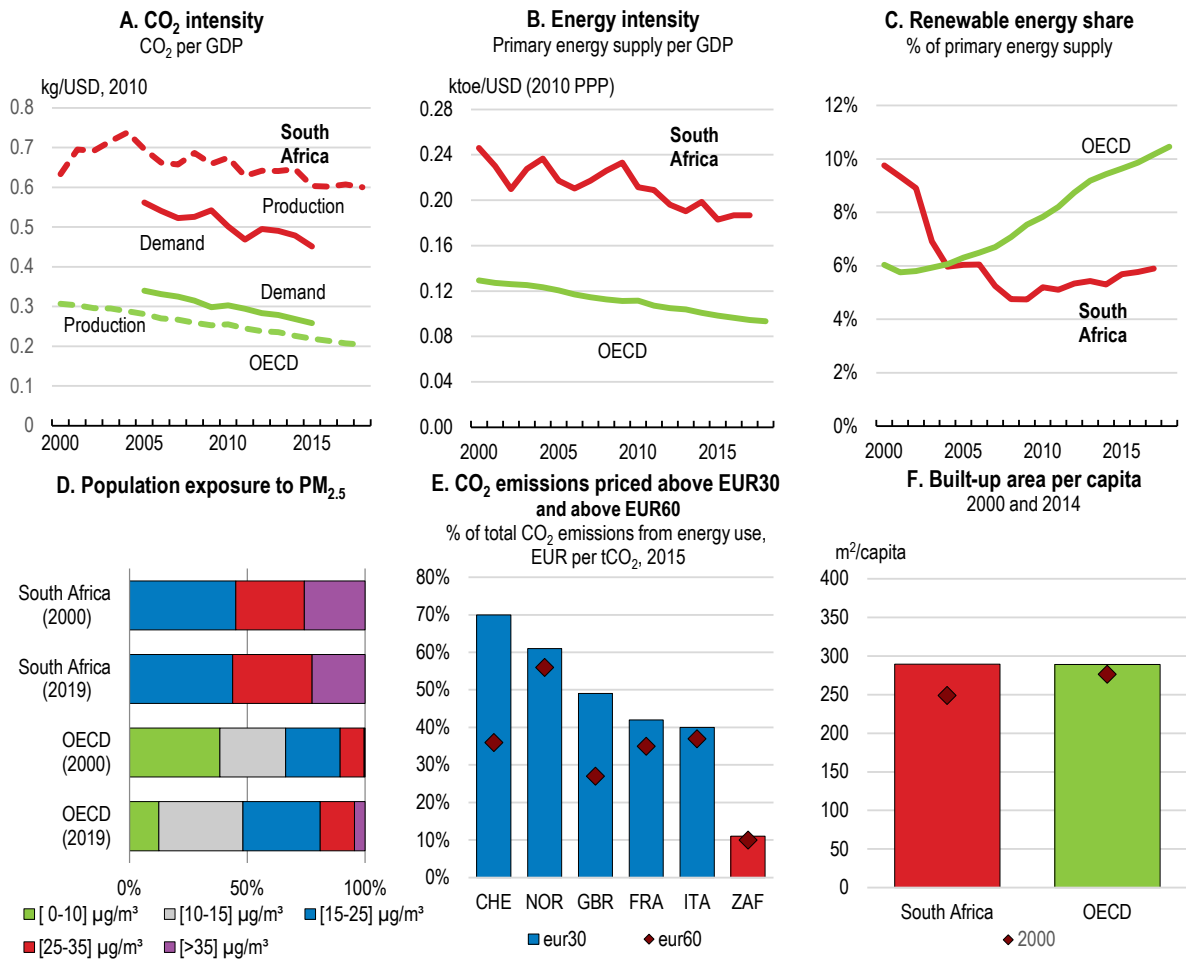 A. CO₂ intensity
CO₂ per GDP
kg/USD, 2010
0.8
0.7
0.6
0.5
0.4
0.3
0.2
0.1
0
South
Africa
Production
Demand
Demand
Production
OECD
2000 2005 2010 2015
B. Energy intensity
Primary energy supply per GDP
ktoe/USD (2010 PPP)
0.28
0.24
0.20
0.16
0.12
0.08
0.04
0.00
South
Africa
OECD
2000 2005 2010 2015
C. Renewable energy share
% of primary energy supply
12%
10%
8%
6%
4%
2%
0%
OECD
South
Africa
2000 2005 2010 2015
D. Population exposure to PM₂.₅
South Africa
(2000)
South Africa
(2019)
OECD
(2000)
OECD
(2019)
0% 50% 100%
[ 0-10] µg/m³ [10-15] µg/m³ [15-25] µg/m³
[25-35] µg/m³ [>35] µg/m³
E. CO₂ emissions priced above EUR30
and above EUR60
% of total CO₂ emissions from energy use,
EUR per tCO₂, 2015
80%
70%
60%
50%
40%
30%
20%
10%
0%
CHE NOR GBR FRA ITA ZAF
eur30 eur60
F. Built-up area per capita
2000 and 2014
m²/capita
400
350
300
250
200
150
100
50
0
South Africa OECD
2000